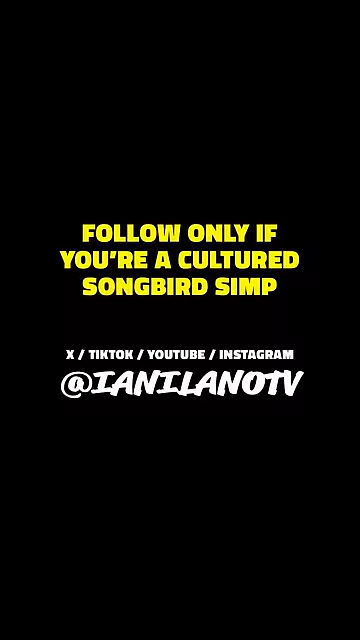 FOLLOW ONLY IF
YOU'RE A CULTURED
SONGBIRD SIMP
X / TIKTOK / YOUTUBE / INSTAGRAM
@IANILANOTV